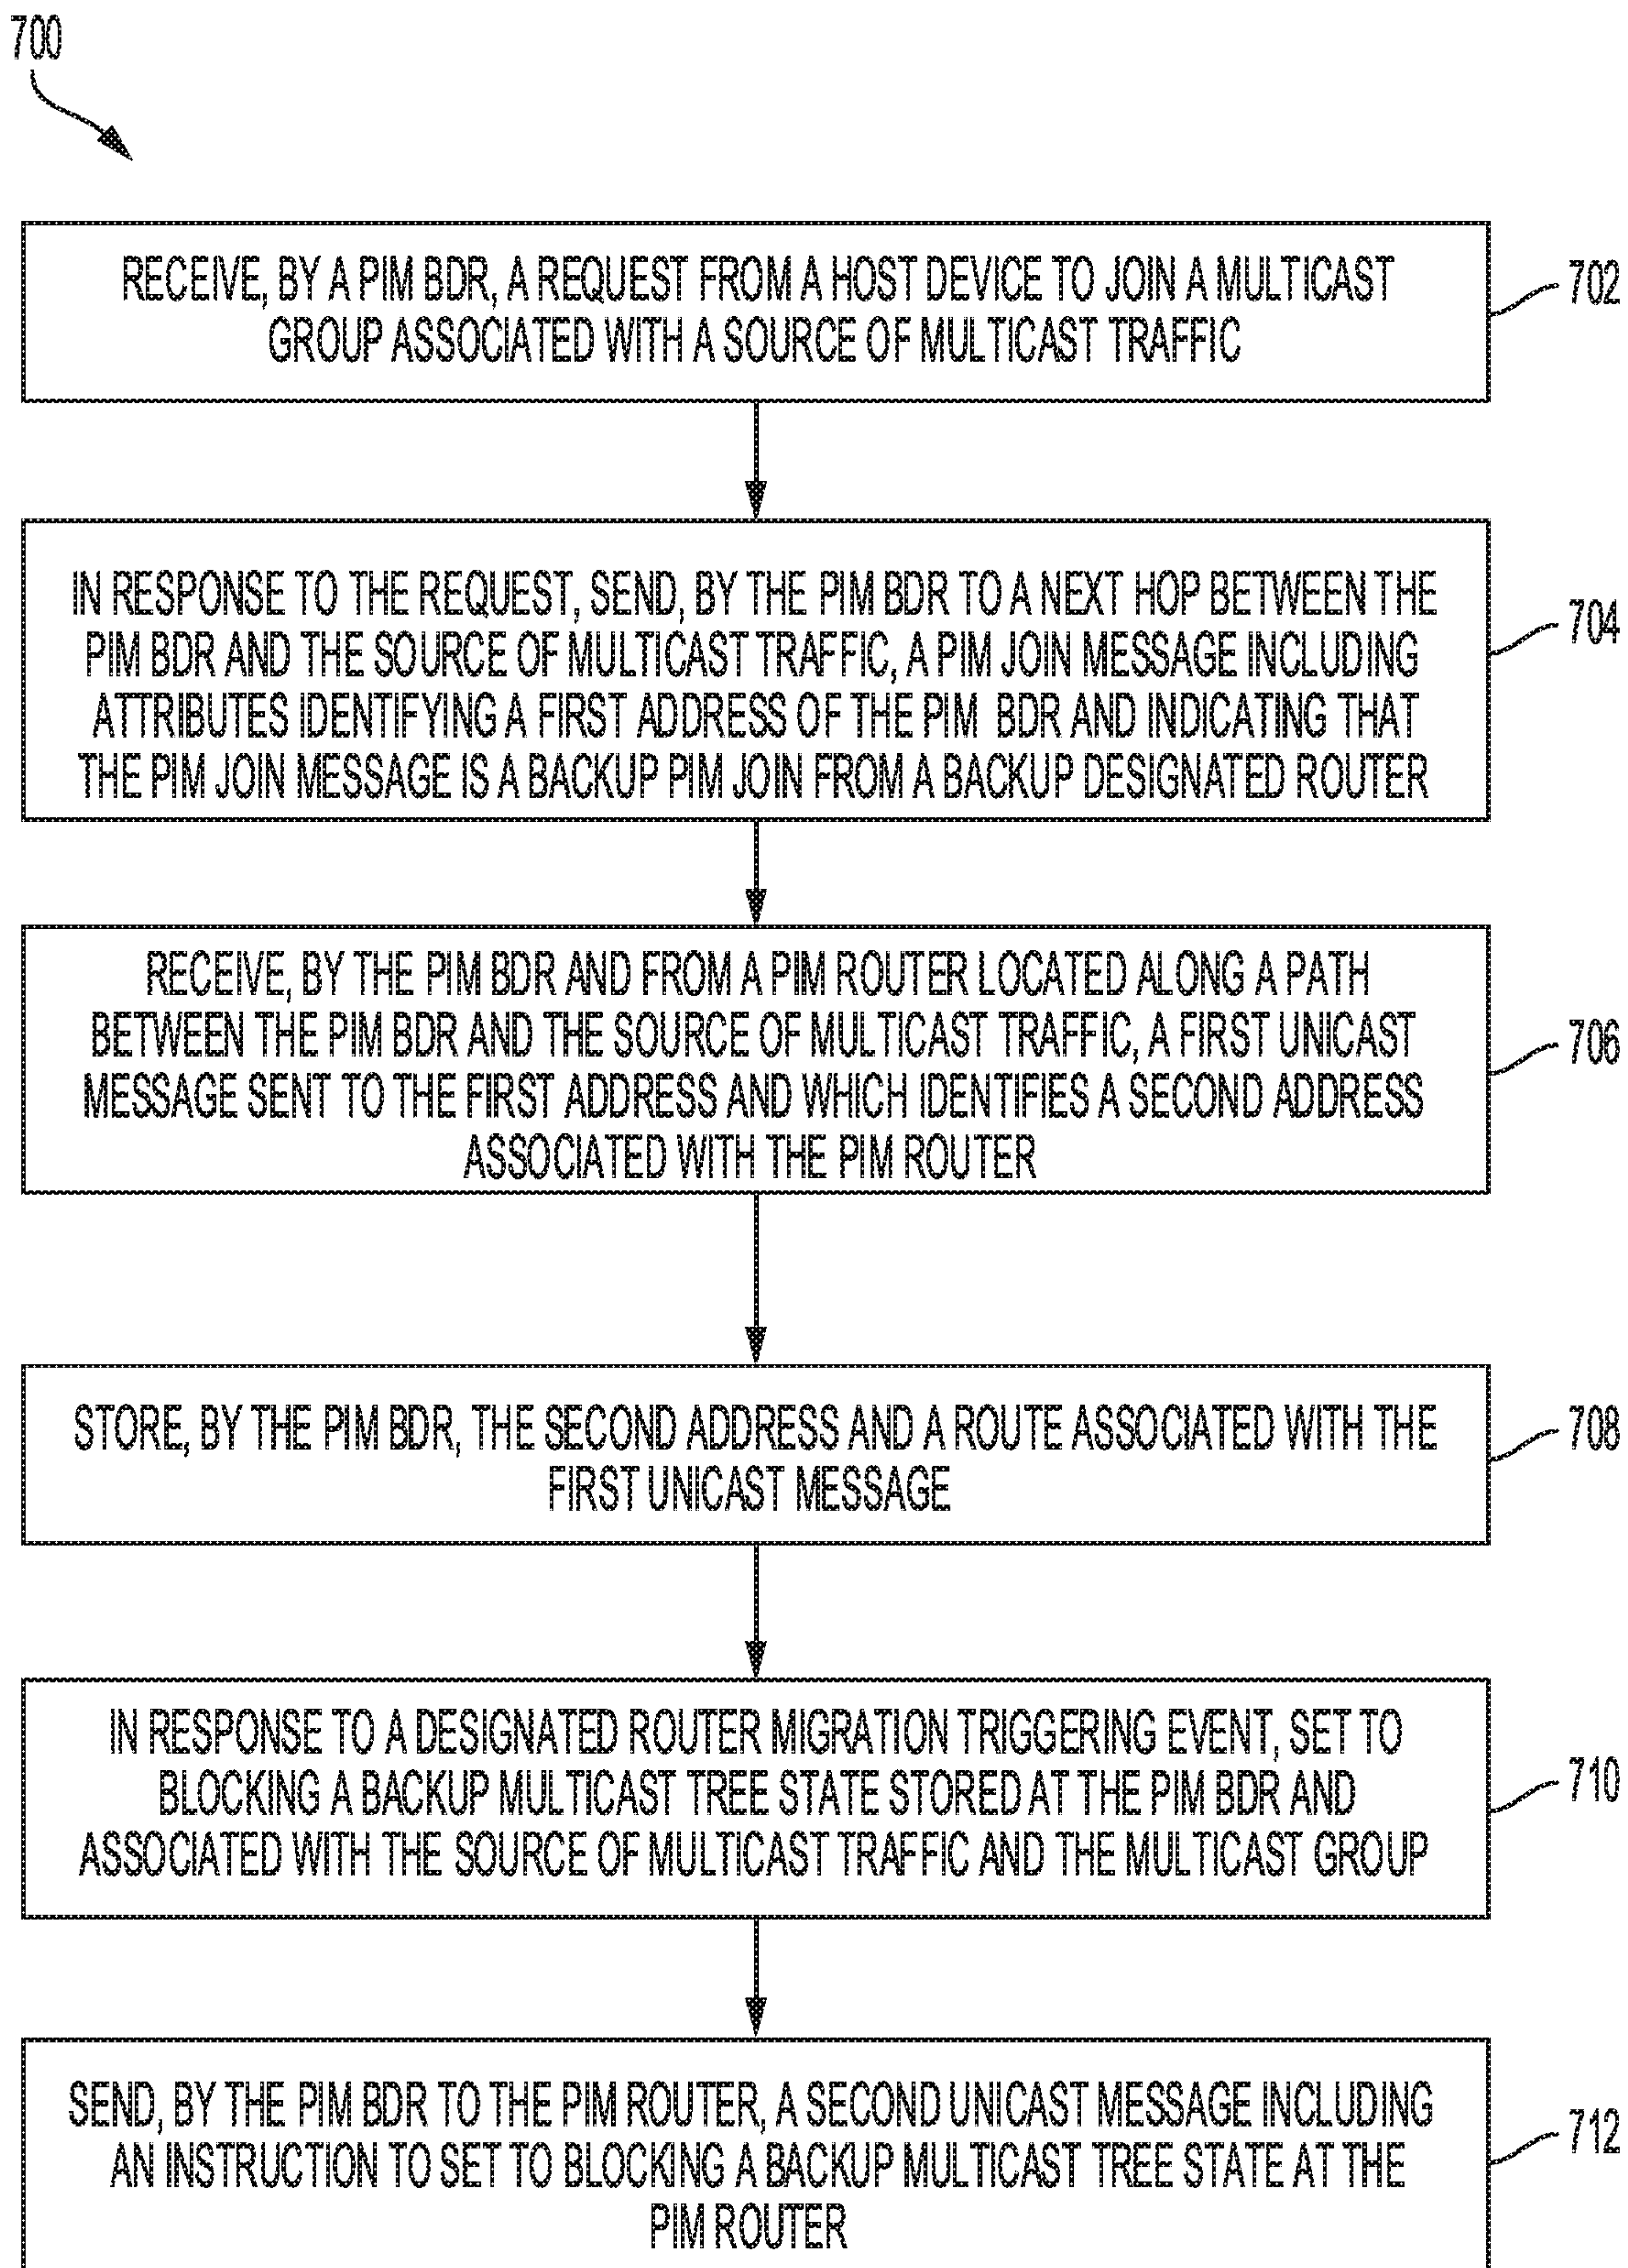 700
RECEIVE, BY A PIM BDR, A REQUEST FROM A HOST DEVICE TO JOIN A MULTICAST
GROUP ASSOCIATED WITH A SOURCE OF MULTICAST TRAFFIC
702
IN RESPONSE TO THE REQUEST, SEND, BY THE PIM BDR TO A NEXT HOP BETWEEN THE
PIM BDR AND THE SOURCE OF MULTICAST TRAFFIC, A PIM JOIN MESSAGE INCLUDING
ATTRIBUTES IDENTIFYING A FIRST ADDRESS OF THE PIM BDR AND INDICATING THAT
THE PIM JOIN MESSAGE IS A BACKUP PIM JOIN FROM A BACKUP DESIGNATED ROUTER
704
RECEIVE, BY THE PIM BDR AND FROM A PIM ROUTER LOCATED ALONG A PATH
BETWEEN THE PIM BDR AND THE SOURCE OF MULTICAST TRAFFIC, A FIRST UNICAST
MESSAGE SENT TO THE FIRST ADDRESS AND WHICH IDENTIFIES A SECOND ADDRESS
ASSOCIATED WITH THE PIM ROUTER
706
STORE, BY THE PIM BDR, THE SECOND ADDRESS AND A ROUTE ASSOCIATED WITH THE
FIRST UNICAST MESSAGE
708
IN RESPONSE TO A DESIGNATED ROUTER MIGRATION TRIGGERING EVENT, SET TO
BLOCKING A BACKUP MULTICAST TREE STATE STORED AT THE PIM BDR AND
ASSOCIATED WITH THE SOURCE OF MULTICAST TRAFFIC AND THE MULTICAST GROUP
710
SEND, BY THE PIM BDR TO THE PIM ROUTER, A SECOND UNICAST MESSAGE INCLUDING
AN INSTRUCTION TO SET TO BLOCKING A BACKUP MULTICAST TREE STATE AT THE
PIM ROUTER
712